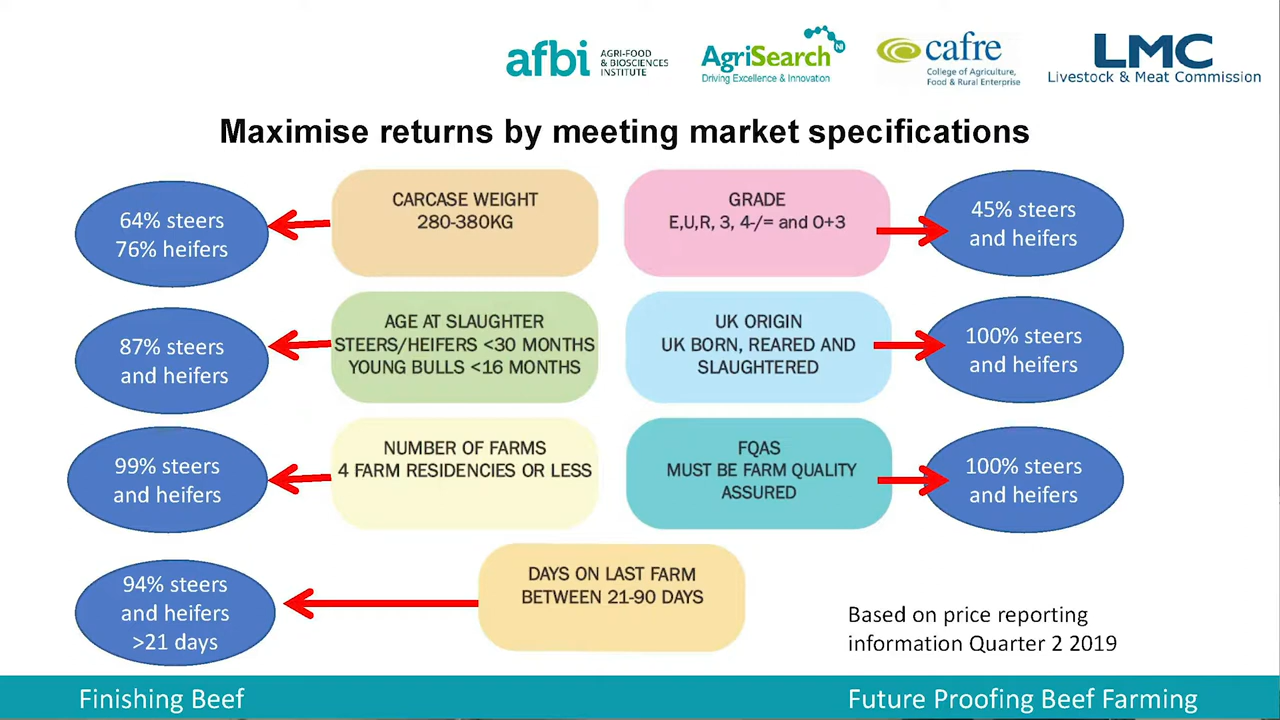 afbi
AGRI-FOOD
& BIOSCIENCES
INSTITUTE
AgriSearch
NI
Driving Excellence & Innovation
cafre
College of Agriculture,
Food & Rural Enterprise
LMC
Livestock & Meat Commission
Maximise returns by meeting market specifications
64% steers
76% heifers
CARCASE WEIGHT
280-380KG
GRADE
E,U,R, 3, 4-/= and O+3
45% steers
and heifers
87% steers
and heifers
AGE AT SLAUGHTER
STEERS/HEIFERS <30 MONTHS
YOUNG BULLS <16 MONTHS
UK ORIGIN
UK BORN, REARED AND
SLAUGHTERED
100% steers
and heifers
99% steers
and heifers
NUMBER OF FARMS
4 FARM RESIDENCIES OR LESS
FQAS
MUST BE FARM QUALITY
ASSURED
100% steers
and heifers
94% steers
and heifers
>21 days
DAYS ON LAST FARM
BETWEEN 21-90 DAYS
Based on price reporting
information Quarter 2 2019
Finishing Beef
Future Proofing Beef Farming